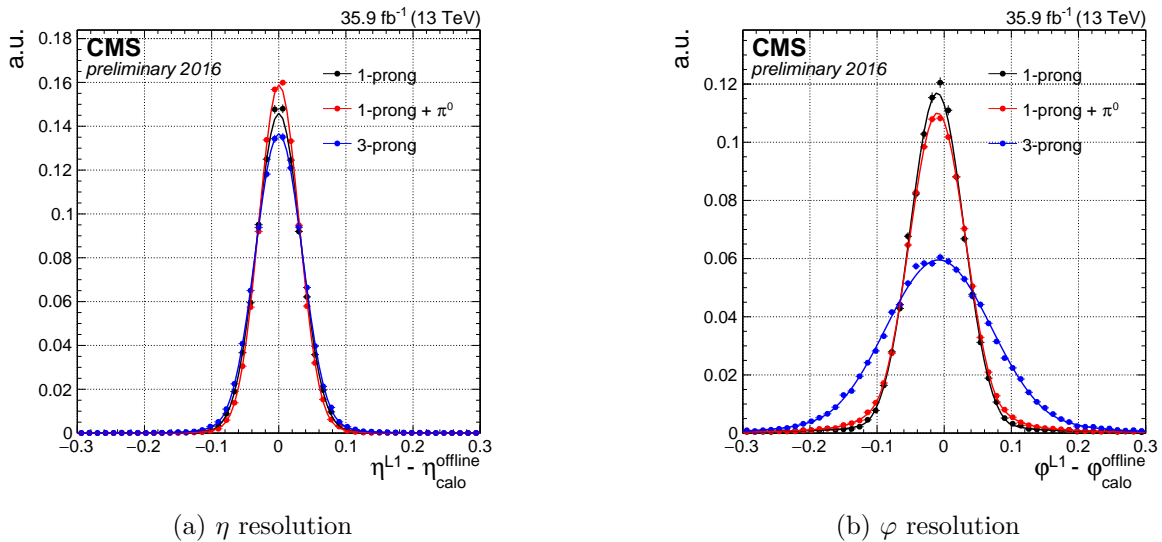 35.9 fb⁻¹ (13 TeV)
a.u.
CMS
preliminary 2016
1-prong
1-prong + π⁰
3-prong
0.18
0.16
0.14
0.12
0.1
0.08
0.06
0.04
0.02
0
−0.3 −0.2 −0.1 0 0.1 0.2 0.3
η^L1 - η^offline_calo
(a) η resolution
35.9 fb⁻¹ (13 TeV)
a.u.
CMS
preliminary 2016
1-prong
1-prong + π⁰
3-prong
0.12
0.1
0.08
0.06
0.04
0.02
0
−0.3 −0.2 −0.1 0 0.1 0.2 0.3
φ^L1 - φ^offline_calo
(b) φ resolution